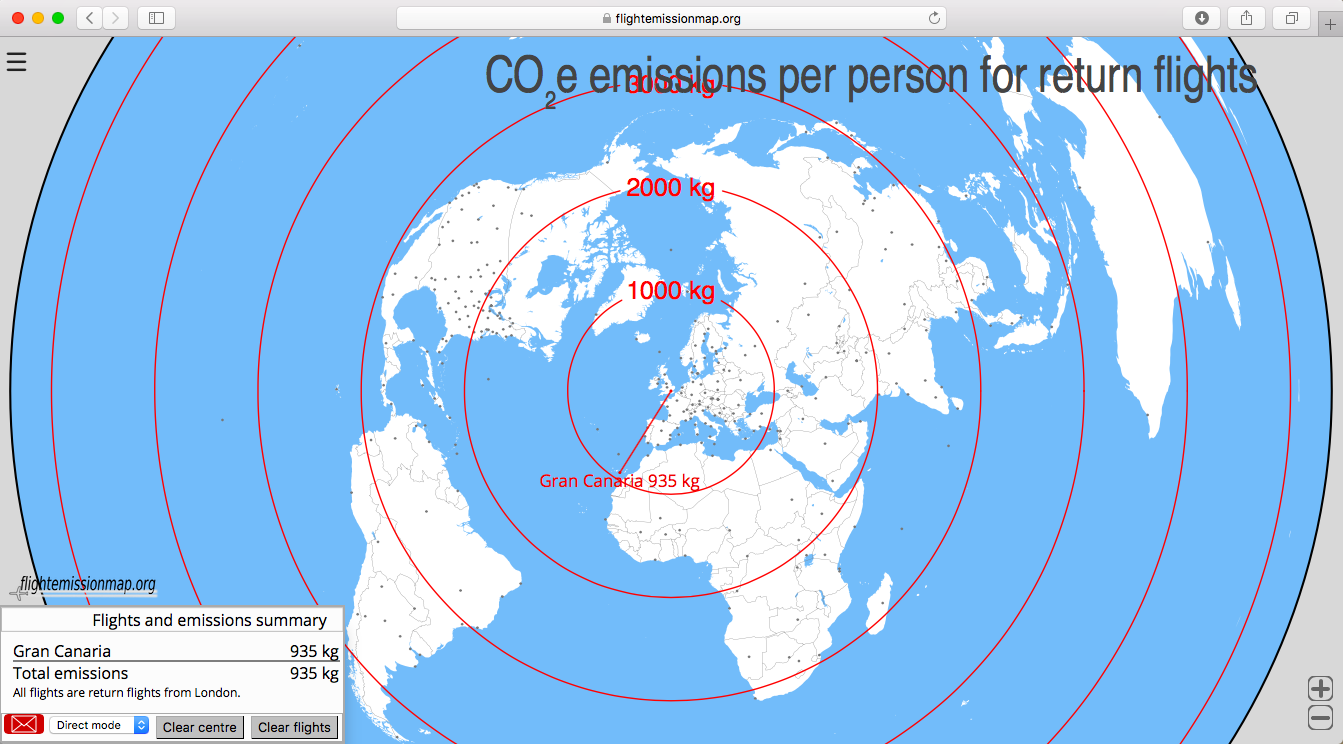 flightemissionmap.org
CO2e emissions per person for return flights
3000 kg
2000 kg
1000 kg
Gran Canaria 935 kg
flightemissionmap.org
Flights and emissions summary
Gran Canaria 935 kg
Total emissions 935 kg
All flights are return flights from London.
Direct mode Clear centre Clear flights